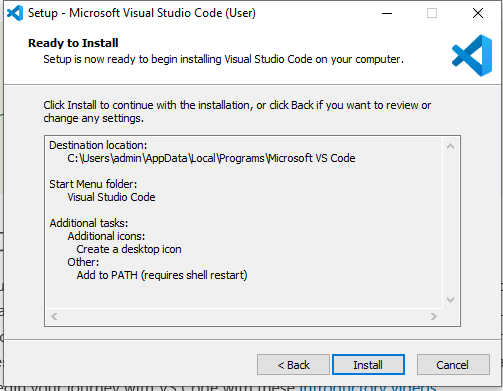 Setup - Microsoft Visual Studio Code (User)
Ready to Install
Setup is now ready to begin installing Visual Studio Code on your computer.
Click Install to continue with the installation, or click Back if you want to review or
change any settings.
Destination location:
C:\Users\admin\AppData\Local\Programs\Microsoft VS Code
Start Menu folder:
Visual Studio Code
Additional tasks:
Additional icons:
Create a desktop icon
Other:
Add to PATH (requires shell restart)
< Back
Install
Cancel
your journey with VS Code with these introductory videos